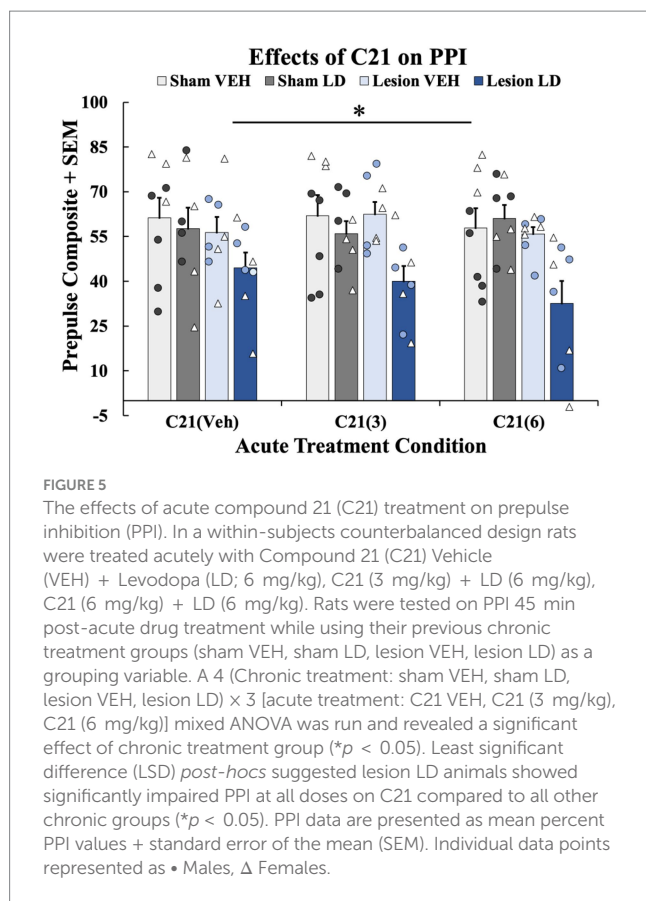 Effects of C21 on PPI
Sham VEH Sham LD Lesion VEH Lesion LD
*
Prepulse Composite + SEM
100
85
70
55
40
25
10
-5
C21(Veh) C21(3) C21(6)
Acute Treatment Condition
FIGURE 5
The effects of acute compound 21 (C21) treatment on prepulse
inhibition (PPI). In a within-subjects counterbalanced design rats
were treated acutely with Compound 21 (C21) Vehicle
(VEH) + Levodopa (LD; 6 mg/kg), C21 (3 mg/kg) + LD (6 mg/kg),
C21 (6 mg/kg) + LD (6 mg/kg). Rats were tested on PPI 45 min
post-acute drug treatment while using their previous chronic
treatment groups (sham VEH, sham LD, lesion VEH, lesion LD) as a
grouping variable. A 4 (Chronic treatment: sham VEH, sham LD,
lesion VEH, lesion LD) × 3 [acute treatment: C21 VEH, C21 (3 mg/kg),
C21 (6 mg/kg)] mixed ANOVA was run and revealed a significant
effect of chronic treatment group (*p < 0.05). Least significant
difference (LSD) post-hocs suggested lesion LD animals showed
significantly impaired PPI at all doses on C21 compared to all other
chronic groups (*p < 0.05). PPI data are presented as mean percent
PPI values + standard error of the mean (SEM). Individual data points
represented as • Males, Δ Females.